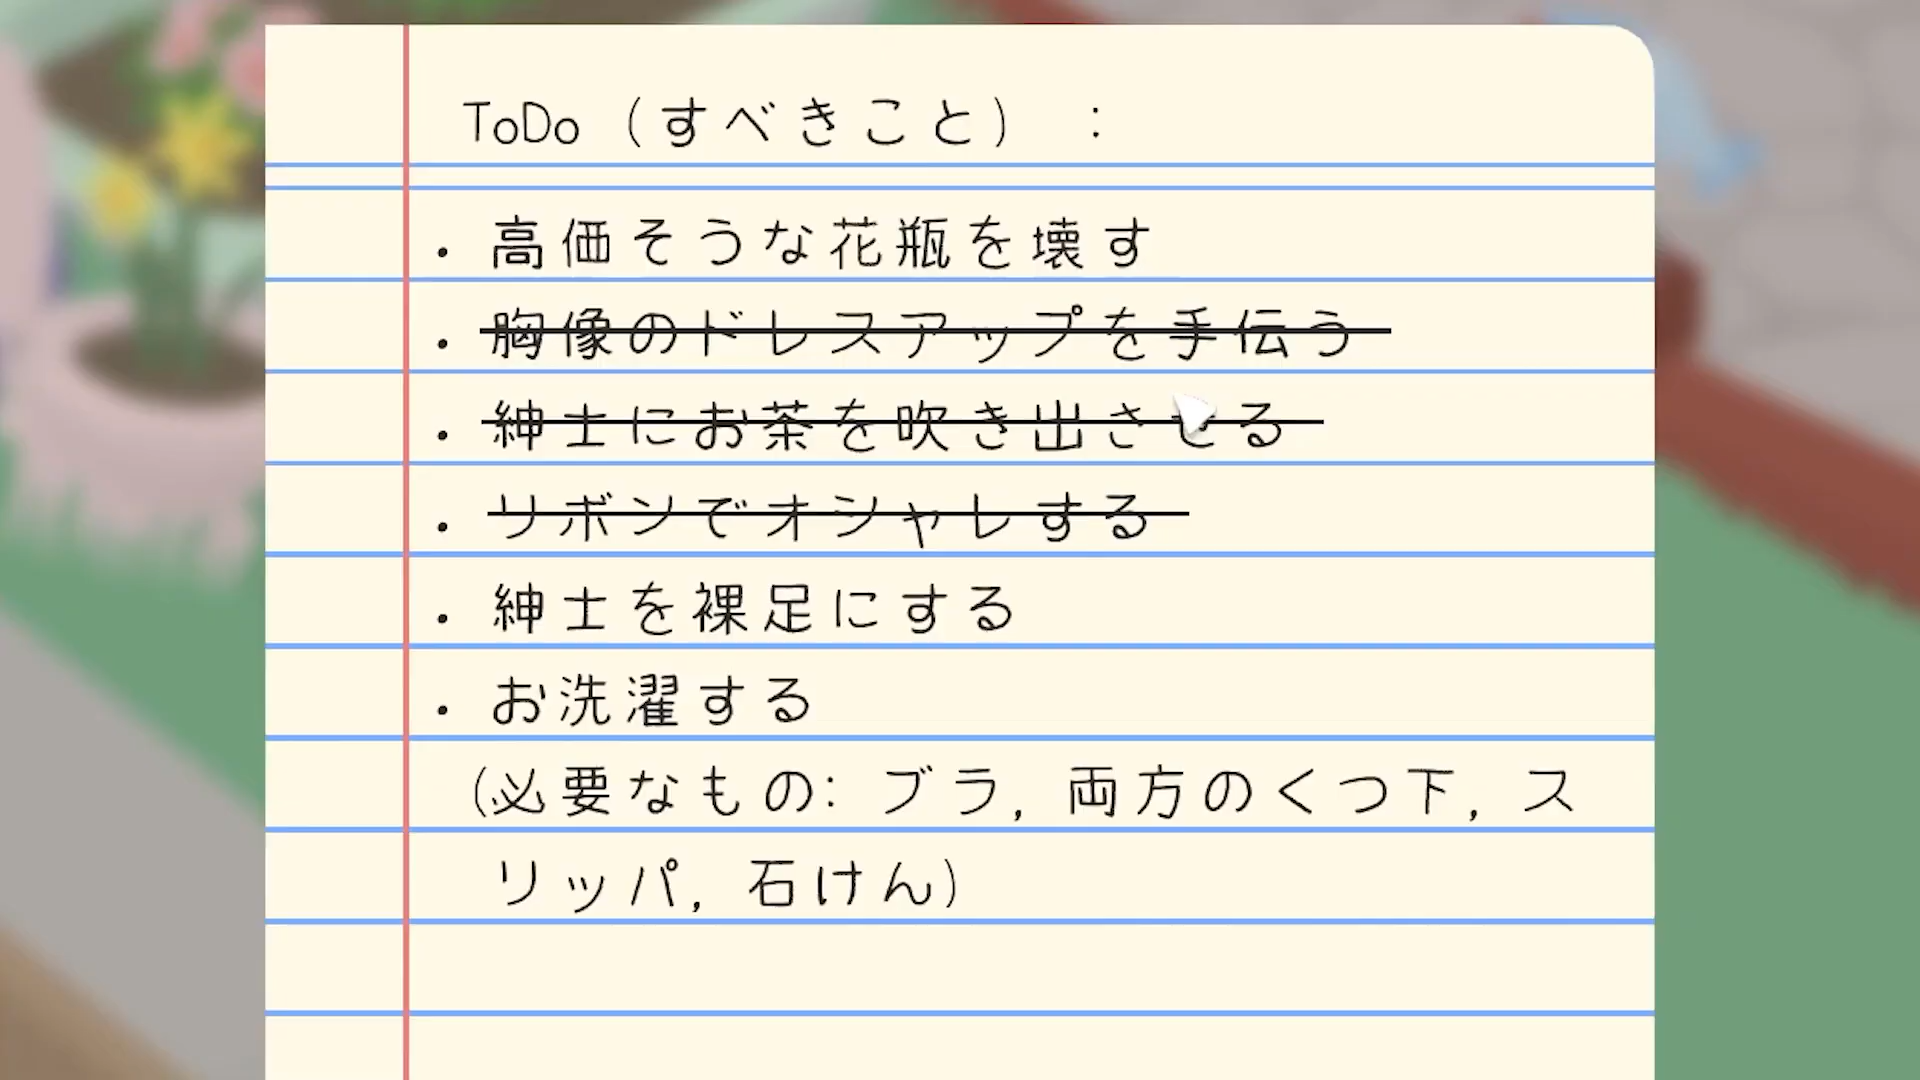 ToDo（すべきこと）：
・高価そうな花瓶を壊す
・胸像のドレスアップを手伝う
・紳士にお茶を吹き出させる
・リボンでオシャレする
・紳士を裸足にする
・お洗濯する
(必要なもの: ブラ, 両方のくつ下, ス
リッパ, 石けん)